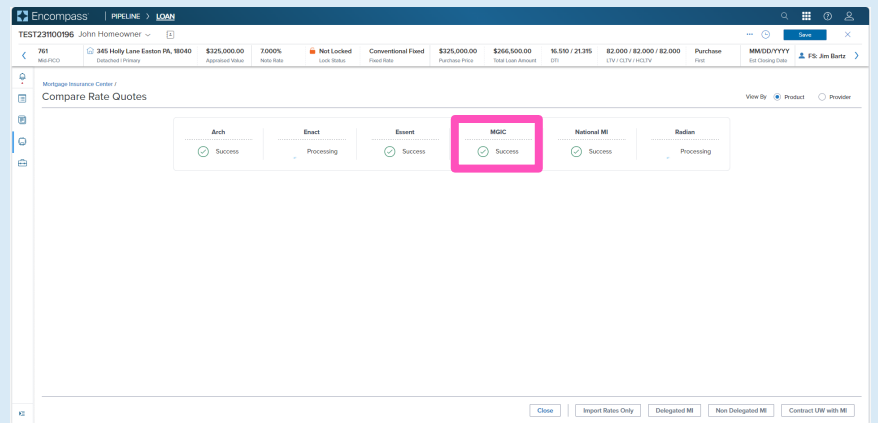 Encompass | PIPELINE > LOAN
TEST231100196 John Homeowner
Save
761
Mid-FICO
345 Holly Lane Easton PA, 18040
Detached | Primary
$325,000.00
Appraised Value
7.000%
Note Rate
Not Locked
Lock Status
Conventional Fixed
Fixed Rate
$325,000.00
Purchase Price
$266,500.00
Total Loan Amount
16.510 / 21.315
DTI
82.000 / 82.000 / 82.000
LTV / CLTV / HCLTV
Purchase
First
MM/DD/YYYY
Est Closing Date
FS: Jim Bartz
Mortgage Insurance Center /
Compare Rate Quotes
View By Product Provider
Arch Enact Essent MGIC National MI Radian
Success Processing Success Success Success Processing
Close | Import Rates Only Delegated MI Non Delegated MI Contract UW with MI